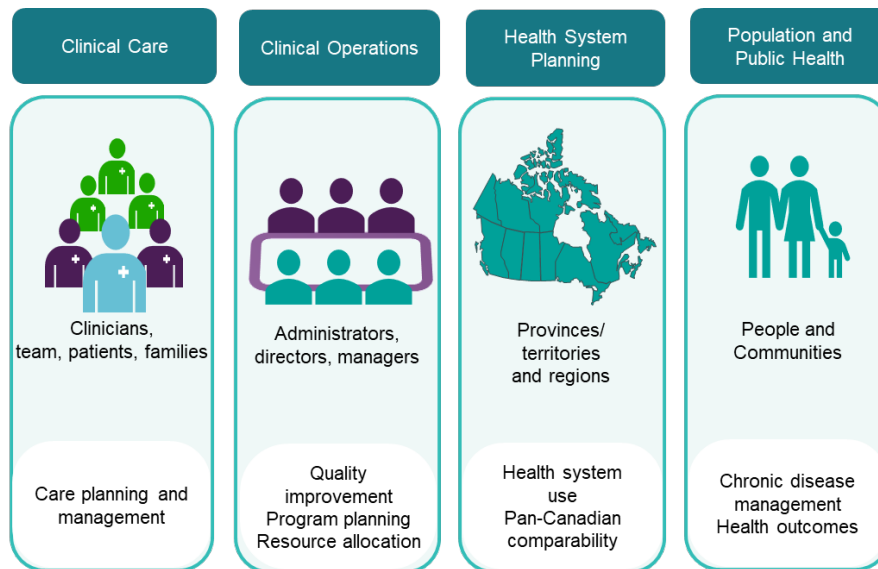 Clinical Care
Clinical Operations
Health System
Planning
Population and
Public Health
Clinicians,
team, patients, families
Administrators,
directors, managers
Provinces/
territories
and regions
People and
Communities
Care planning and
management
Quality
improvement
Program planning
Resource allocation
Health system
use
Pan-Canadian
comparability
Chronic disease
management
Health outcomes